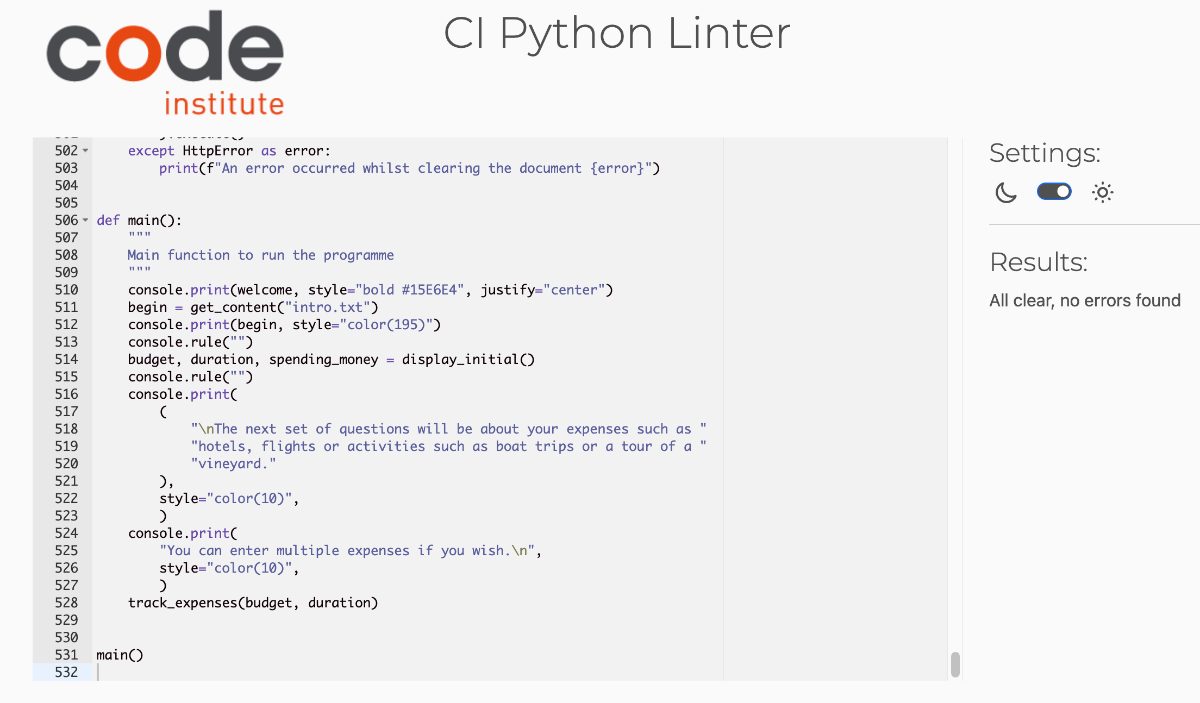 code
institute
CI Python Linter
502 except HttpError as error:
503 print(f"An error occurred whilst clearing the document {error}")
504
505
506 def main():
507 """
508 Main function to run the programme
509 """
510 console.print(welcome, style="bold #15E6E4", justify="center")
511 begin = get_content("intro.txt")
512 console.print(begin, style="color(195)")
513 console.rule("")
514 budget, duration, spending_money = display_initial()
515 console.rule("")
516 console.print(
517 (
518 "\nThe next set of questions will be about your expenses such as "
519 "hotels, flights or activities such as boat trips or a tour of a "
520 "vineyard."
521 ),
522 style="color(10)",
523 )
524 console.print(
525 "You can enter multiple expenses if you wish.\n",
526 style="color(10)",
527 )
528 track_expenses(budget, duration)
529
530
531 main()
532
Settings:
Results:
All clear, no errors found